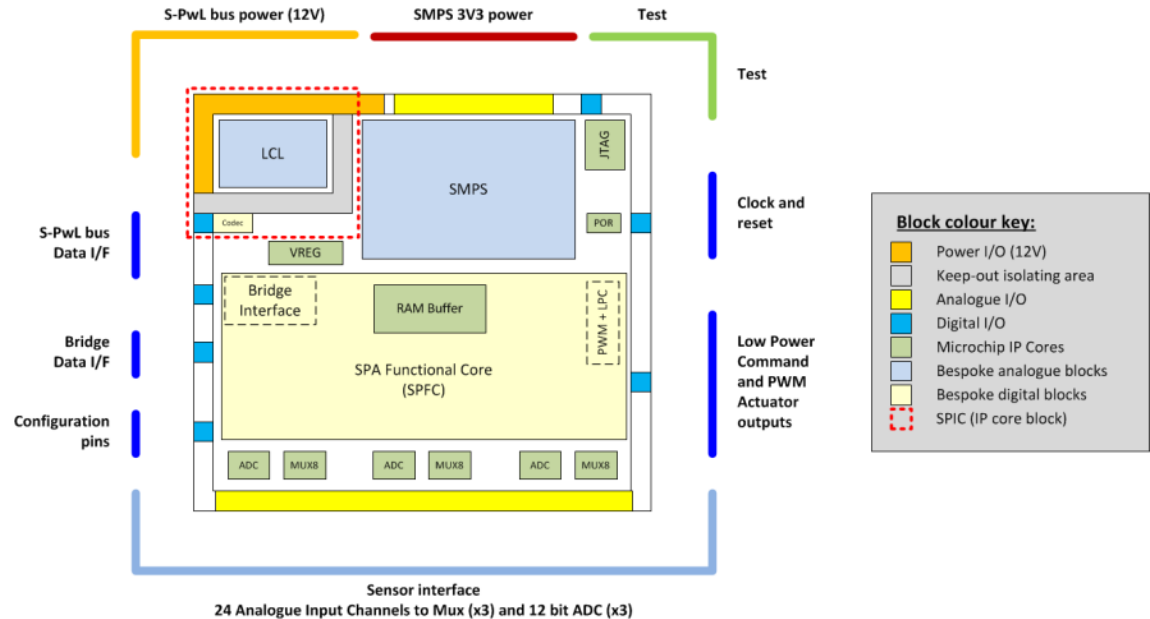 S-PwL bus power (12V)
SMPS 3V3 power
Test
Test
LCL
SMPS
JTAG
Codec
POR
VREG
Clock and
reset
S-PwL bus
Data I/F
Bridge
Interface
RAM Buffer
PWM + LPC
SPA Functional Core
(SPFC)
Bridge
Data I/F
Low Power
Command
and PWM
Actuator
outputs
Configuration
pins
ADC
MUX8
ADC
MUX8
ADC
MUX8
Sensor interface
24 Analogue Input Channels to Mux (x3) and 12 bit ADC (x3)
Block colour key:
Power I/O (12V)
Keep-out isolating area
Analogue I/O
Digital I/O
Microchip IP Cores
Bespoke analogue blocks
Bespoke digital blocks
SPIC (IP core block)